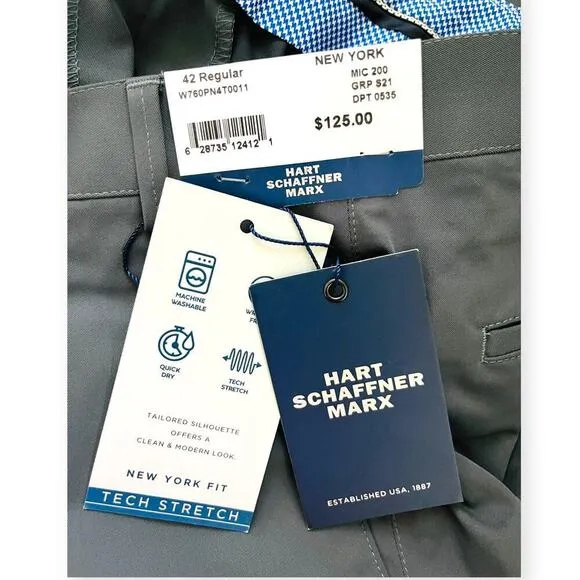 42 Regular
W760PN4T0011
NEW YORK
MIC 200
GRP S21
DPT 0535
6 28735 12412 1
$125.00
HART
SCHAFFNER
MARX
MACHINE
WASHABLE
QUICK
DRY
TECH
STRETCH
TAILORED SILHOUETTE
OFFERS A
CLEAN & MODERN LOOK.
NEW YORK FIT
TECH STRETCH
HART
SCHAFFNER
MARX
ESTABLISHED USA, 1887